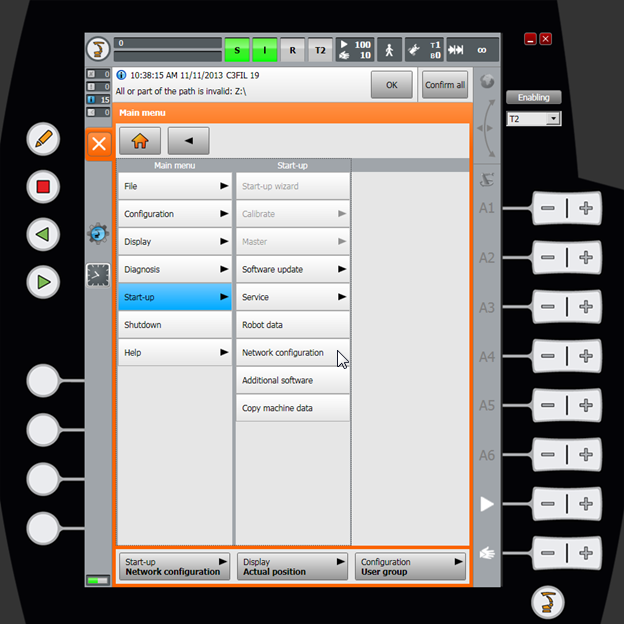 0
S
I
R
T2
100
10
T1
B0
∞
0
0
15
0
10:38:15 AM 11/11/2013 C3FIL 19
All or part of the path is invalid: Z:\
OK
Confirm all
Enabling
T2
Main menu
Main menu
File
Configuration
Display
Diagnosis
Start-up
Shutdown
Help
Start-up
Start-up wizard
Calibrate
Master
Software update
Service
Robot data
Network configuration
Additional software
Copy machine data
A1
A2
A3
A4
A5
A6
Start-up
Network configuration
Display
Actual position
Configuration
User group